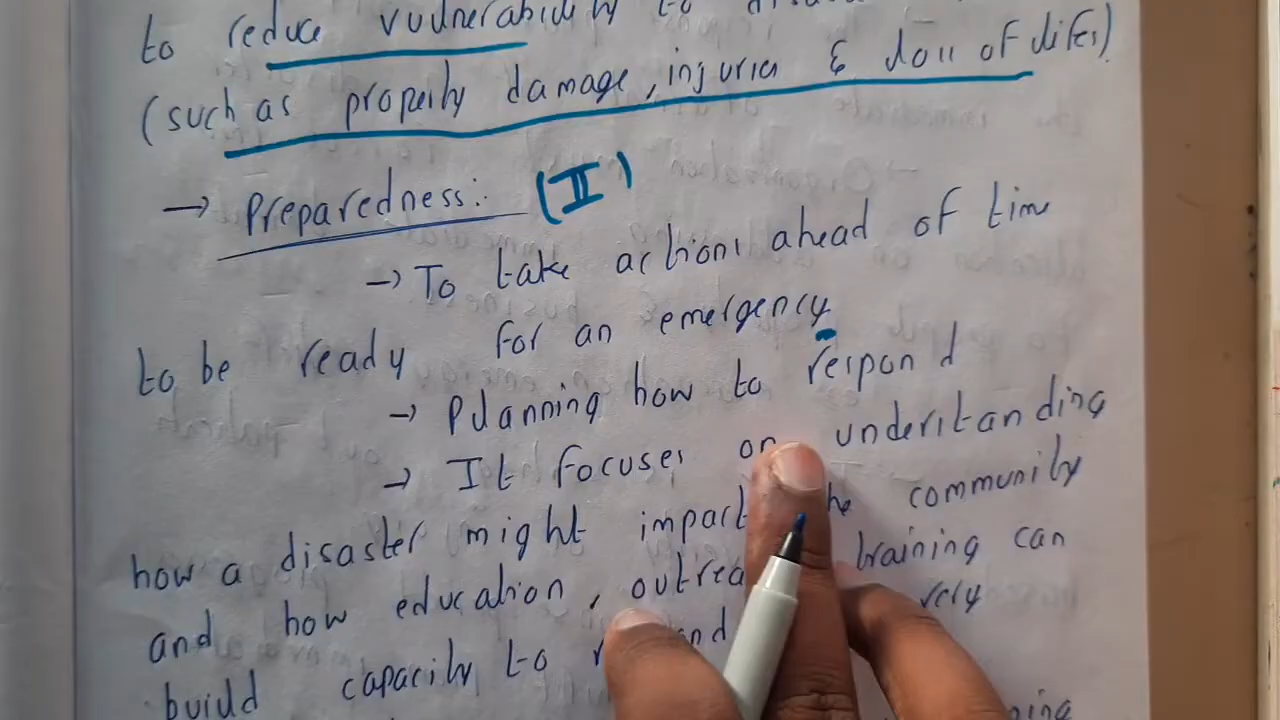 to reduce vulnerability to
(such as property damage, injuries & loss of lifes)
→ Preparedness:- (II)
→ To take actions ahead of time
to be ready for an emergency
→ Planning how to respond
→ It focuses on understanding
how a disaster might impact the community
and how education, training can
build capacity to